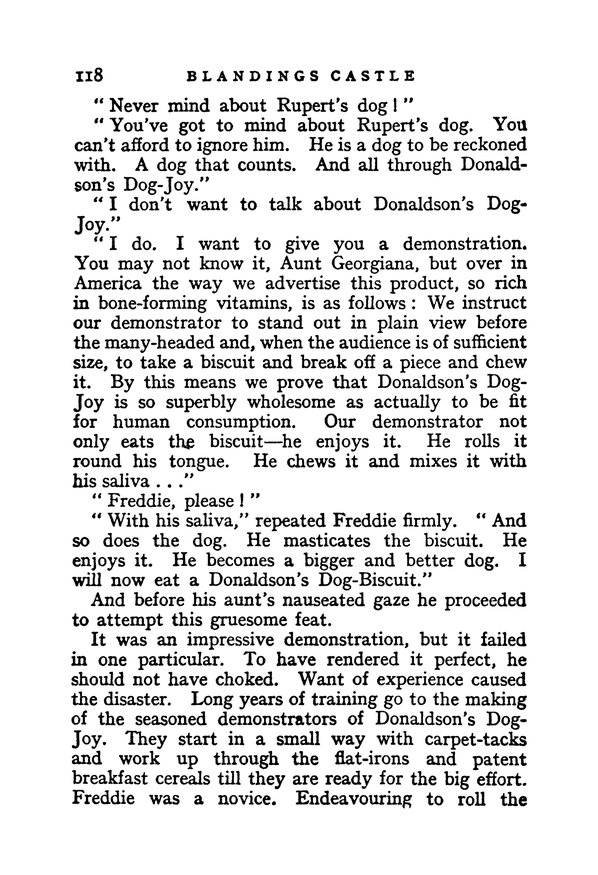 118 BLANDINGS CASTLE
" Never mind about Rupert's dog ! "
" You've got to mind about Rupert's dog. You
can't afford to ignore him. He is a dog to be reckoned
with. A dog that counts. And all through Donald-
son's Dog-Joy."
" I don't want to talk about Donaldson's Dog-
Joy."
" I do. I want to give you a demonstration.
You may not know it, Aunt Georgiana, but over in
America the way we advertise this product, so rich
in bone-forming vitamins, is as follows : We instruct
our demonstrator to stand out in plain view before
the many-headed and, when the audience is of sufficient
size, to take a biscuit and break off a piece and chew
it. By this means we prove that Donaldson's Dog-
Joy is so superbly wholesome as actually to be fit
for human consumption. Our demonstrator not
only eats the biscuit—he enjoys it. He rolls it
round his tongue. He chews it and mixes it with
his saliva . . ."
" Freddie, please ! "
" With his saliva," repeated Freddie firmly. " And
so does the dog. He masticates the biscuit. He
enjoys it. He becomes a bigger and better dog. I
will now eat a Donaldson's Dog-Biscuit."
And before his aunt's nauseated gaze he proceeded
to attempt this gruesome feat.
It was an impressive demonstration, but it failed
in one particular. To have rendered it perfect, he
should not have choked. Want of experience caused
the disaster. Long years of training go to the making
of the seasoned demonstrators of Donaldson's Dog-
Joy. They start in a small way with carpet-tacks
and work up through the flat-irons and patent
breakfast cereals till they are ready for the big effort.
Freddie was a novice. Endeavouring to roll the